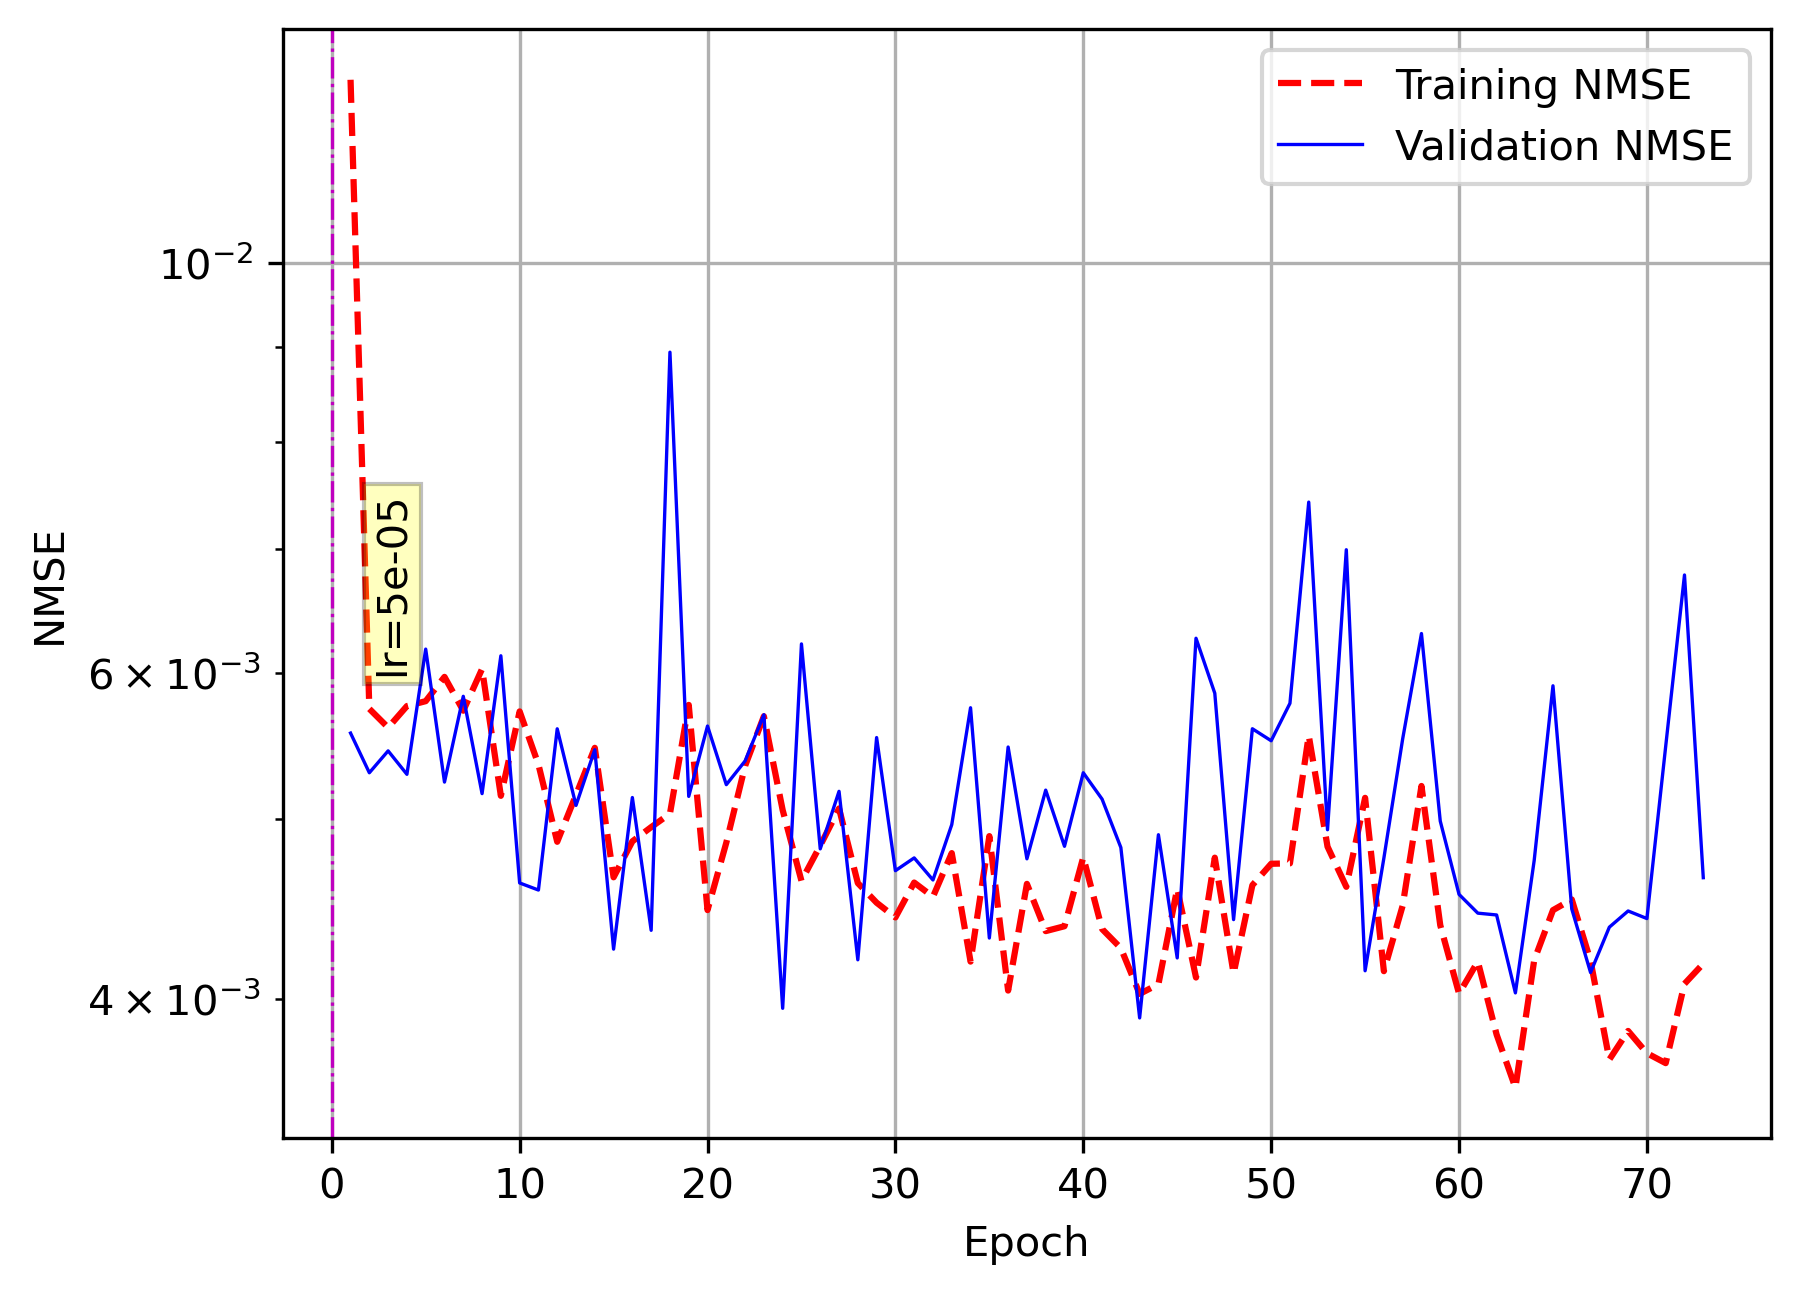 Training NMSE
Validation NMSE
10⁻²
6 × 10⁻³
4 × 10⁻³
NMSE
lr=5e-05
0 10 20 30 40 50 60 70
Epoch